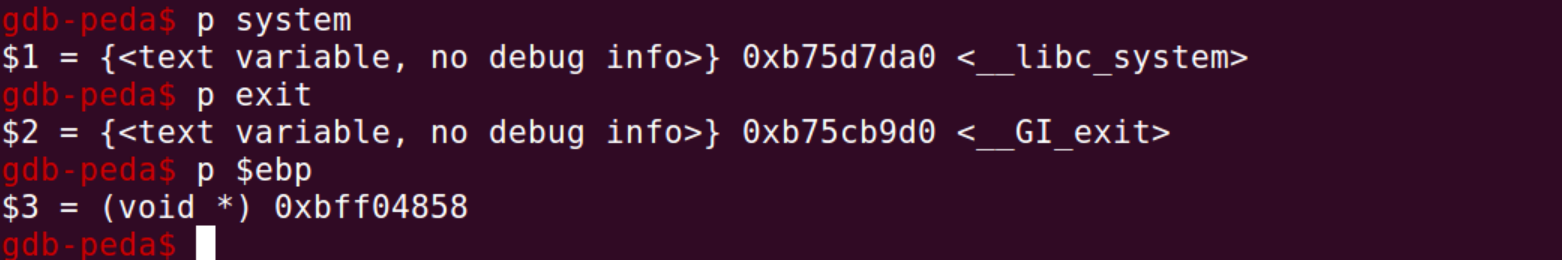 gdb-peda$ p system
$1 = {<text variable, no debug info>} 0xb75d7da0 <__libc_system>
gdb-peda$ p exit
$2 = {<text variable, no debug info>} 0xb75cb9d0 <__GI_exit>
gdb-peda$ p $ebp
$3 = (void *) 0xbff04858
gdb-peda$